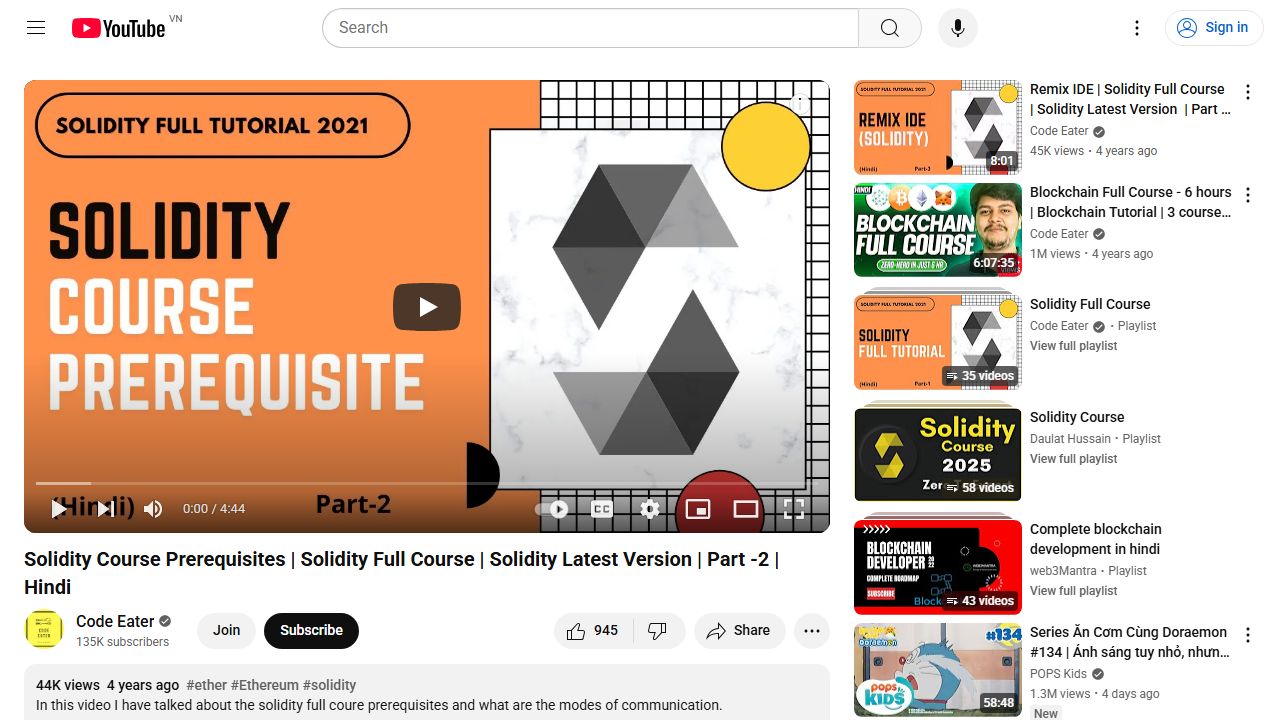 YouTube VN
Search
Sign in
SOLIDITY FULL TUTORIAL 2021
SOLIDITY
COURSE
PREREQUISITE
(Hindi)
Part-2
0:00 / 4:44
CC
Solidity Course Prerequisites | Solidity Full Course | Solidity Latest Version | Part -2 |
Hindi
Code Eater
135K subscribers
CODE
EATER
Join
Subscribe
945
Share
44K views 4 years ago #ether #Ethereum #solidity
In this video I have talked about the solidity full coure prerequisites and what are the modes of communication.
SOLIDITY FULL TUTORIAL 2021
REMIX IDE
(SOLIDITY)
(Hindi)
Part-3
8:01
Remix IDE | Solidity Full Course
| Solidity Latest Version | Part ...
Code Eater
45K views • 4 years ago
HINDI
BLOCKCHAIN
FULL COURSE
ZERO-HERO IN JUST 6 HR
6:07:35
Blockchain Full Course - 6 hours
| Blockchain Tutorial | 3 course...
Code Eater
1M views • 4 years ago
SOLIDITY FULL TUTORIAL 2021
SOLIDITY
FULL TUTORIAL
(Hindi)
Part-1
35 videos
Solidity Full Course
Code Eater • Playlist
View full playlist
Solidity
Course
2025
58 videos
Solidity Course
Daulat Hussain • Playlist
View full playlist
BLOCKCHAIN
DEVELOPER 2022
COMPLETE ROADMAP
SUBSCRIBE
WEB3MANTRA
43 videos
Complete blockchain
development in hindi
web3Mantra • Playlist
View full playlist
doraemon
#134
POPS
KIDS
58:48
Series Ăn Cơm Cùng Doraemon
#134 | Ánh sáng tuy nhỏ, nhưn...
POPS Kids
1.3M views • 4 days ago
New